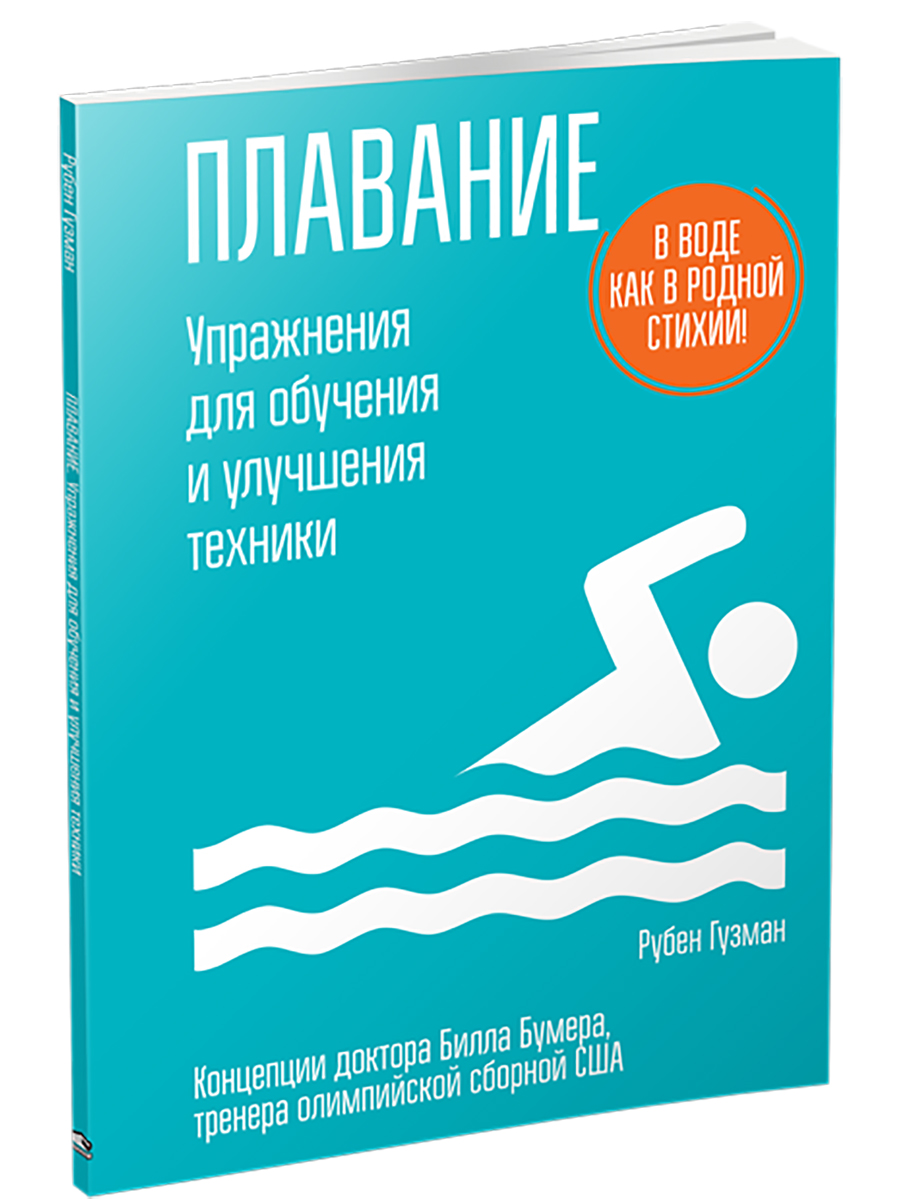 ПЛАВАНИЕ
В ВОДЕ
КАК В РОДНОЙ
СТИХИИ!
Упражнения
для обучения
и улучшения
техники
Рубен Гузман
Концепции доктора Билла Бумера,
тренера олимпийской сборной США
Рубен Гузман
ПЛАВАНИЕ. Упражнения для обучения и улучшения техники